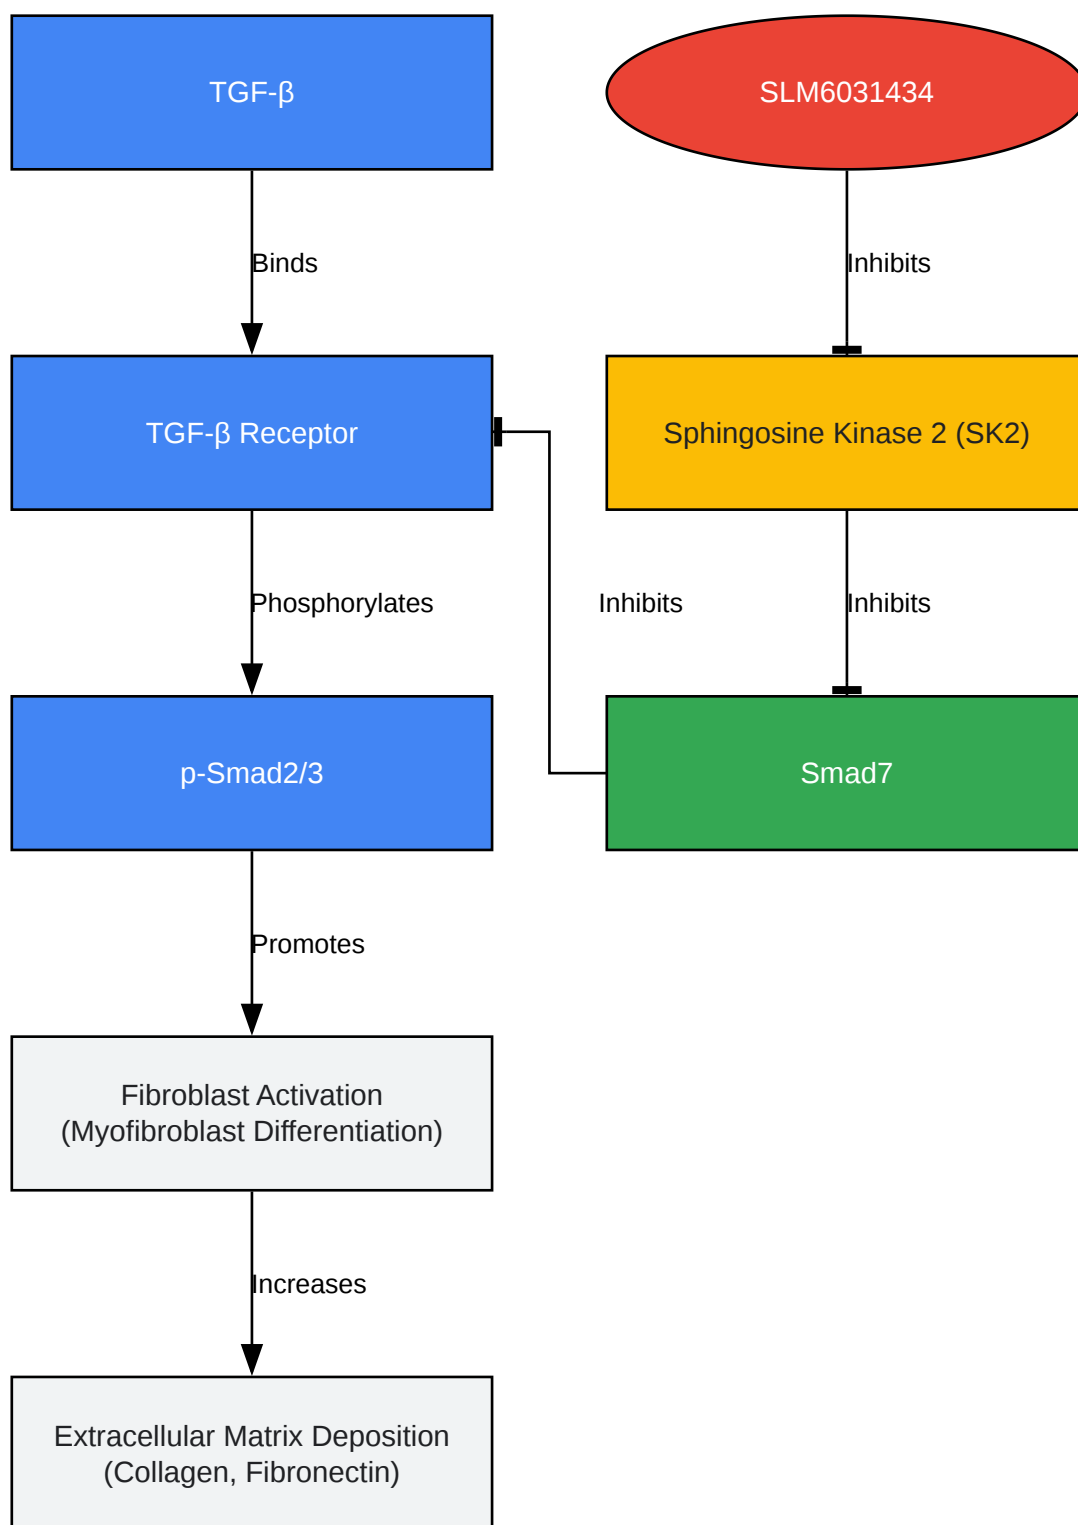 TGF-β
SLM6031434
Binds
Inhibits
TGF-β Receptor
Sphingosine Kinase 2 (SK2)
Phosphorylates
Inhibits
Inhibits
p-Smad2/3
Smad7
Promotes
Fibroblast Activation
(Myofibroblast Differentiation)
Increases
Extracellular Matrix Deposition
(Collagen, Fibronectin)